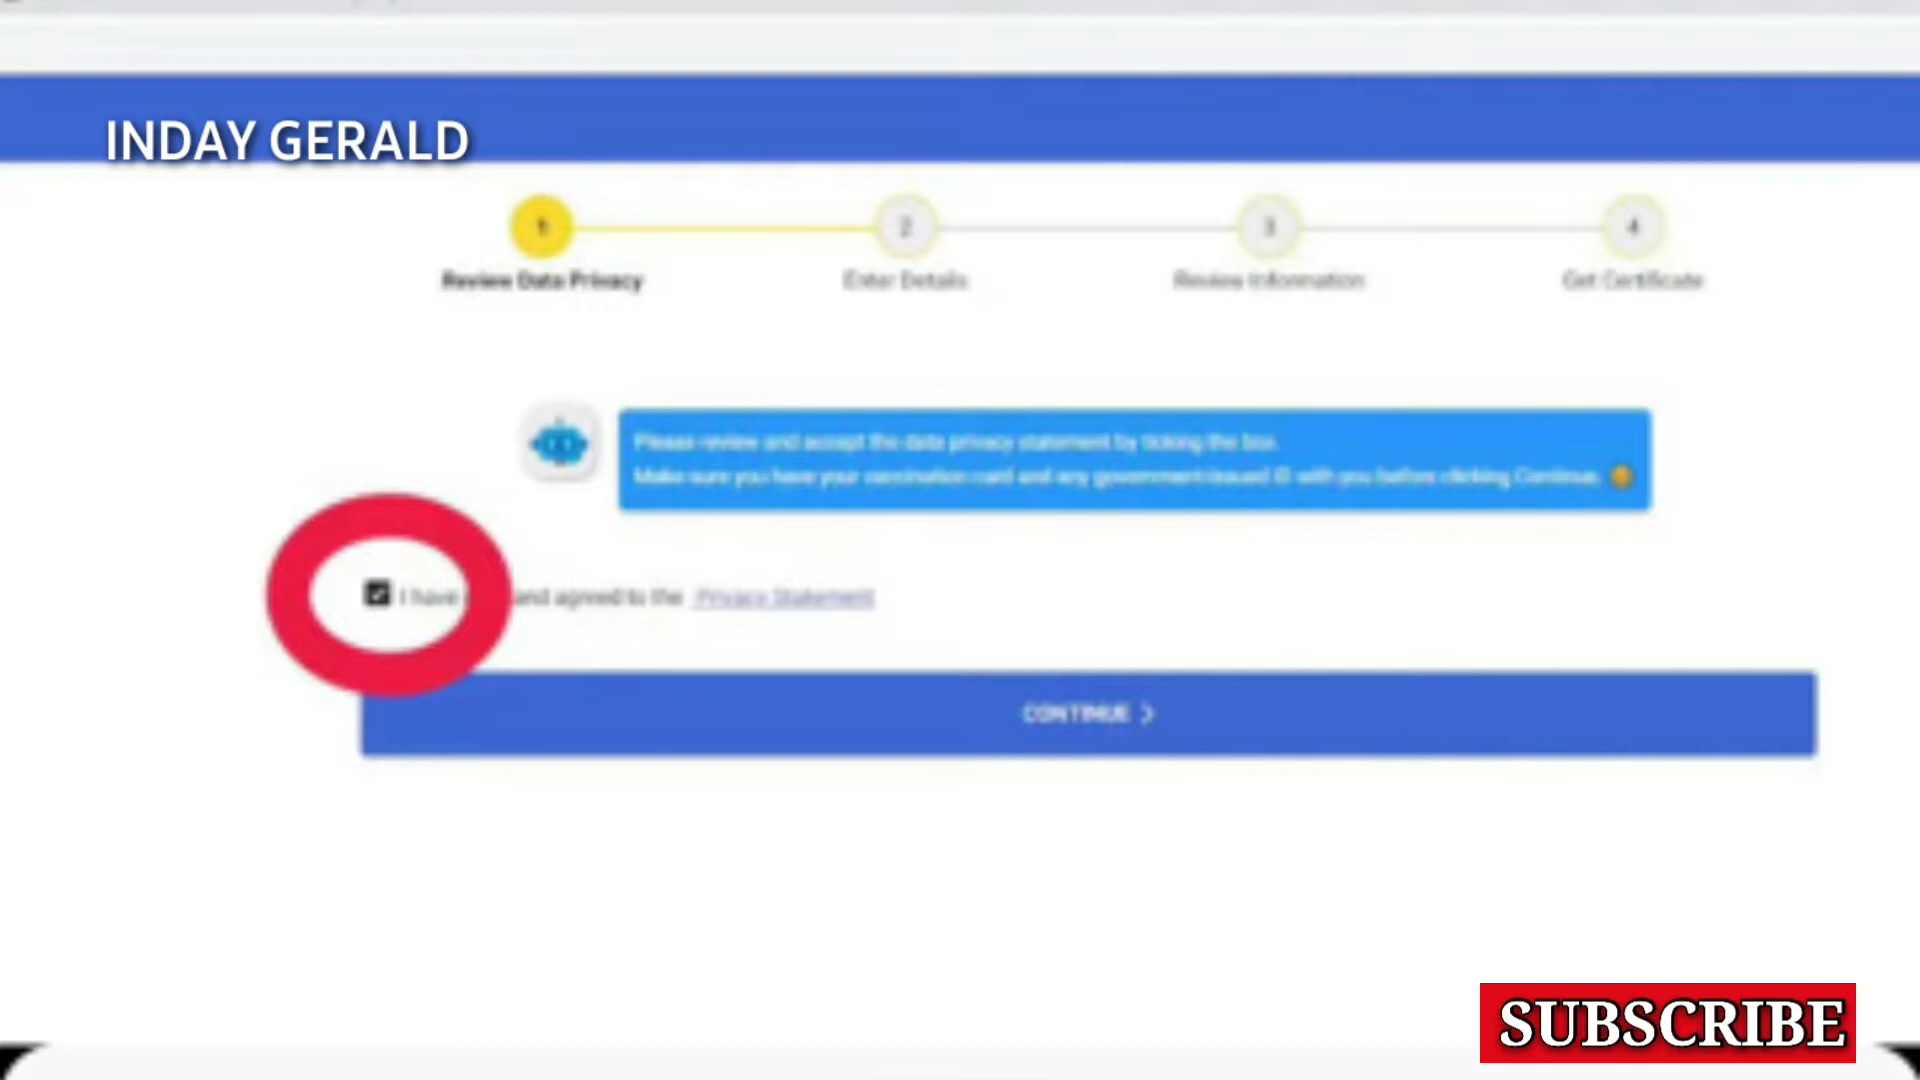 INDAY GERALD
1
2
3
4
Review Data Privacy
Enter Details
Review Information
Get Certificate
Please review and accept the data privacy statement by ticking the box.
Make sure you have your vaccination card and any government-issued ID with you before clicking Continue.
I have and agreed to the Privacy Statement
CONTINUE
SUBSCRIBE